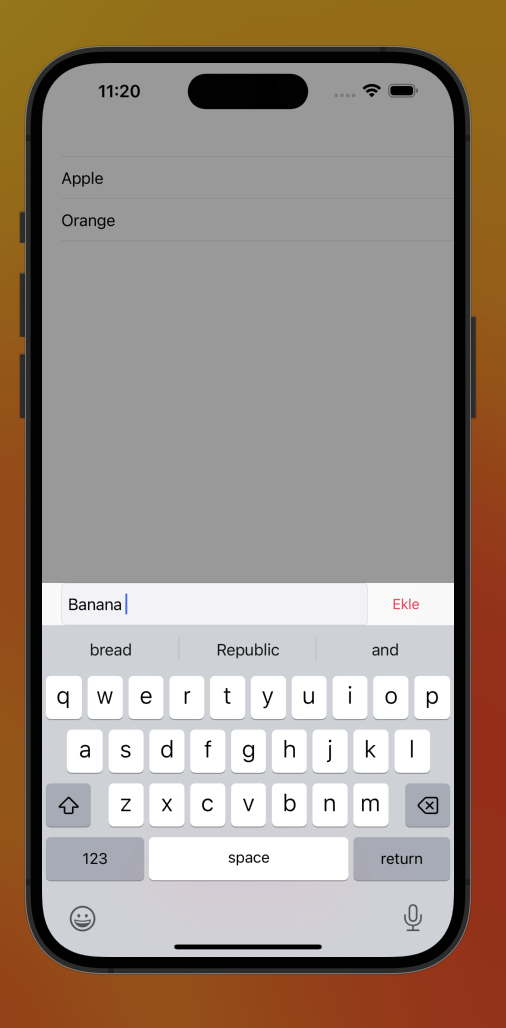 11:20
Apple
Orange
Banana
Ekle
bread Republic and
q w e r t y u i o p
a s d f g h j k l
z x c v b n m
123 space return